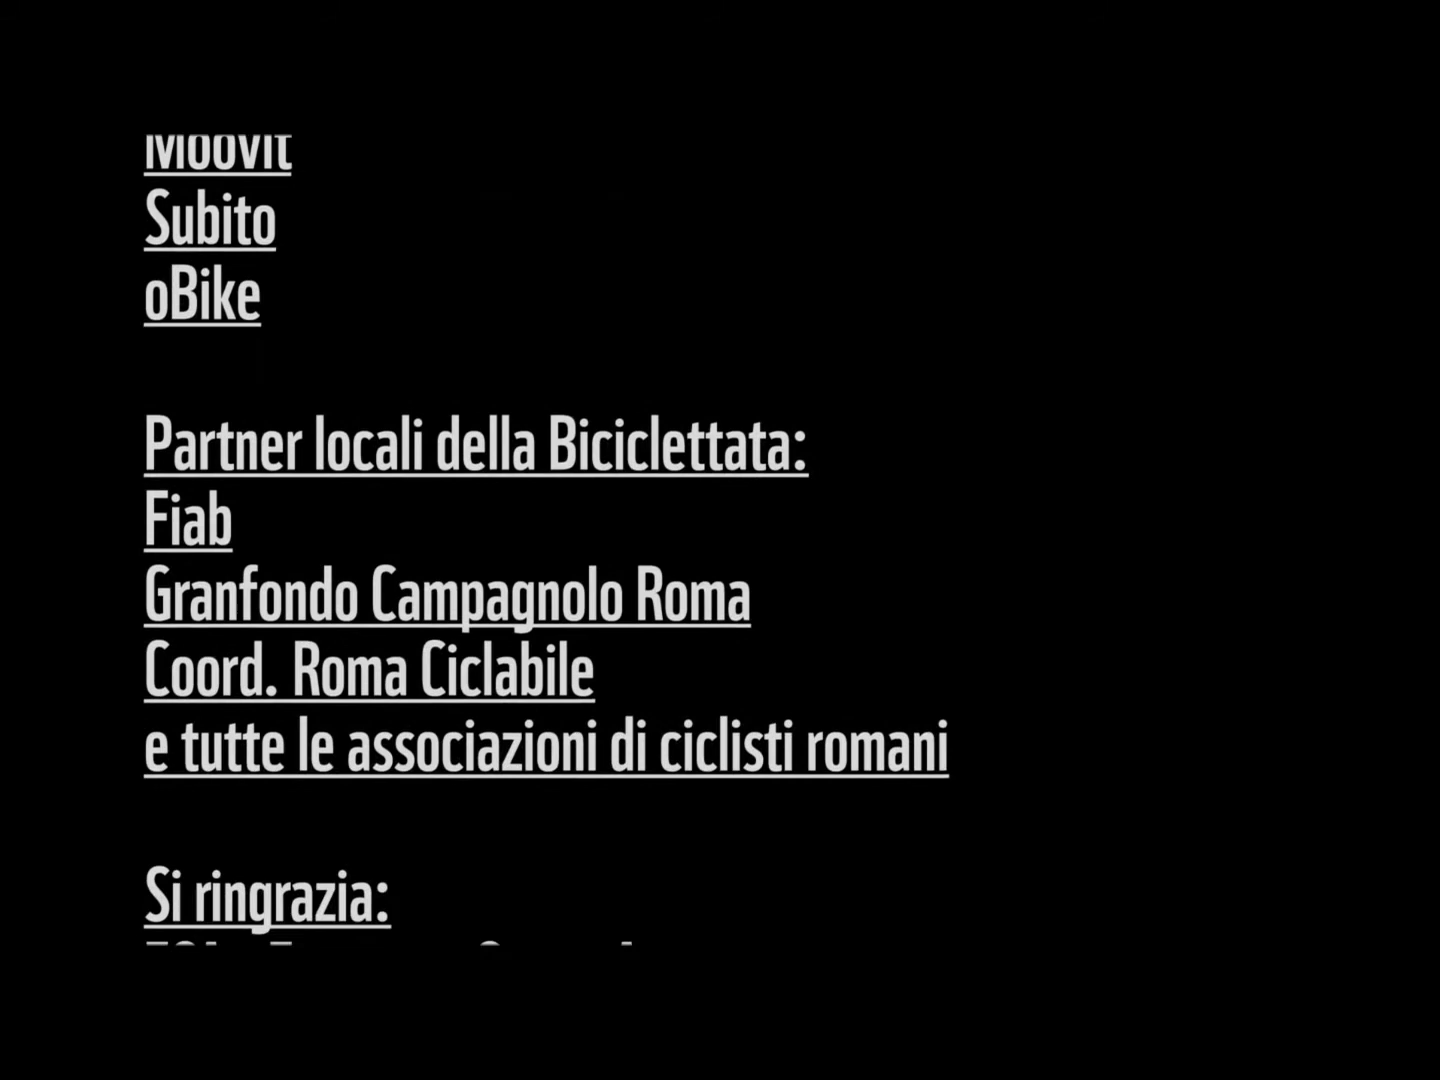 Moovit
Subito
oBike
Partner locali della Biciclettata:
Fiab
Granfondo Campagnolo Roma
Coord. Roma Ciclabile
e tutte le associazioni di ciclisti romani
Si ringrazia: